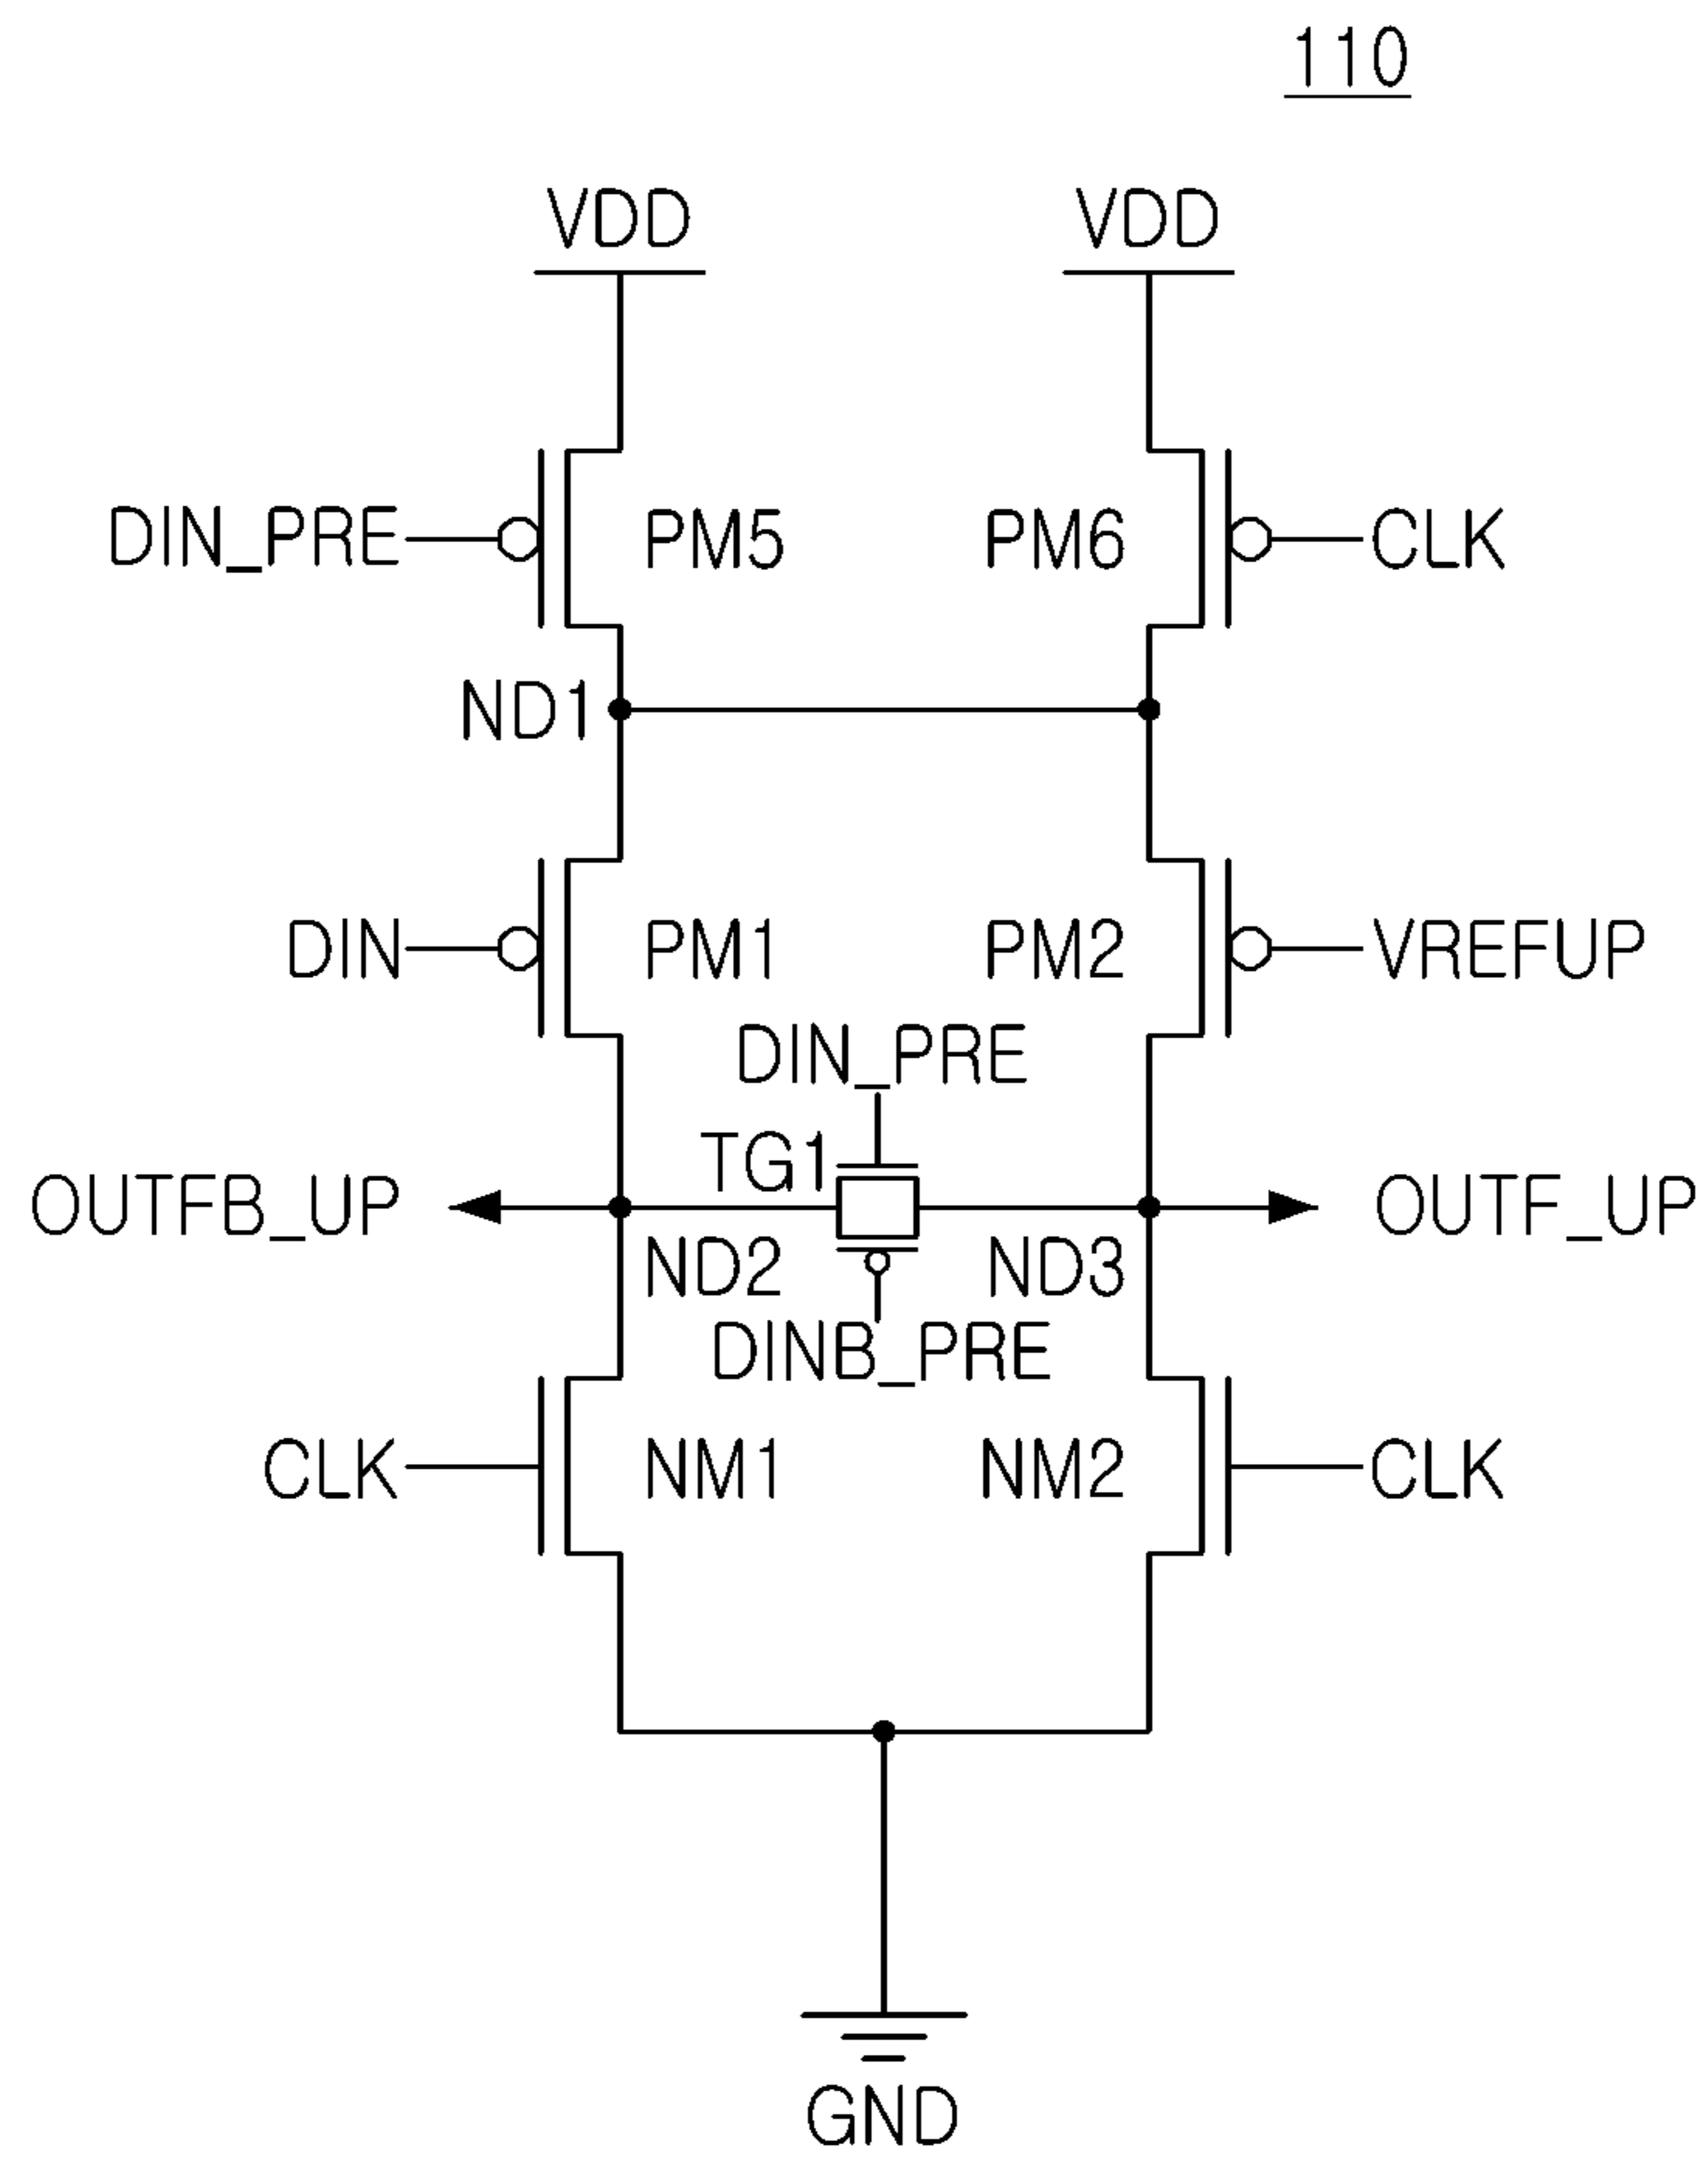 110
VDD VDD
DIN_PRE PM5 PM6 CLK
ND1
DIN PM1 PM2 VREFUP
DIN_PRE
TG1
OUTFB_UP OUTF_UP
ND2 ND3
DINB_PRE
CLK NM1 NM2 CLK
GND